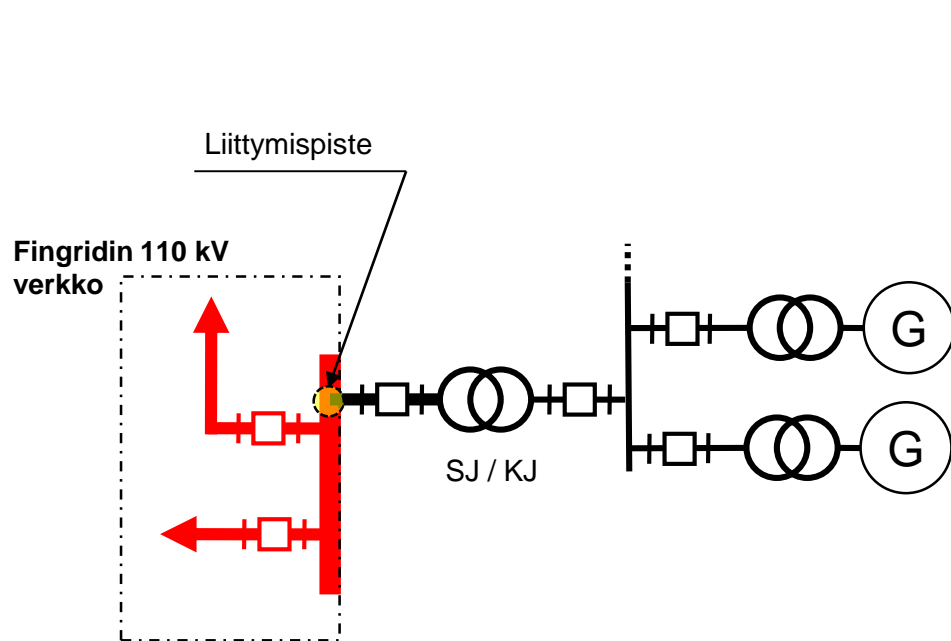 Liittymispiste
Fingridin 110 kV
verkko
G
SJ / KJ
G